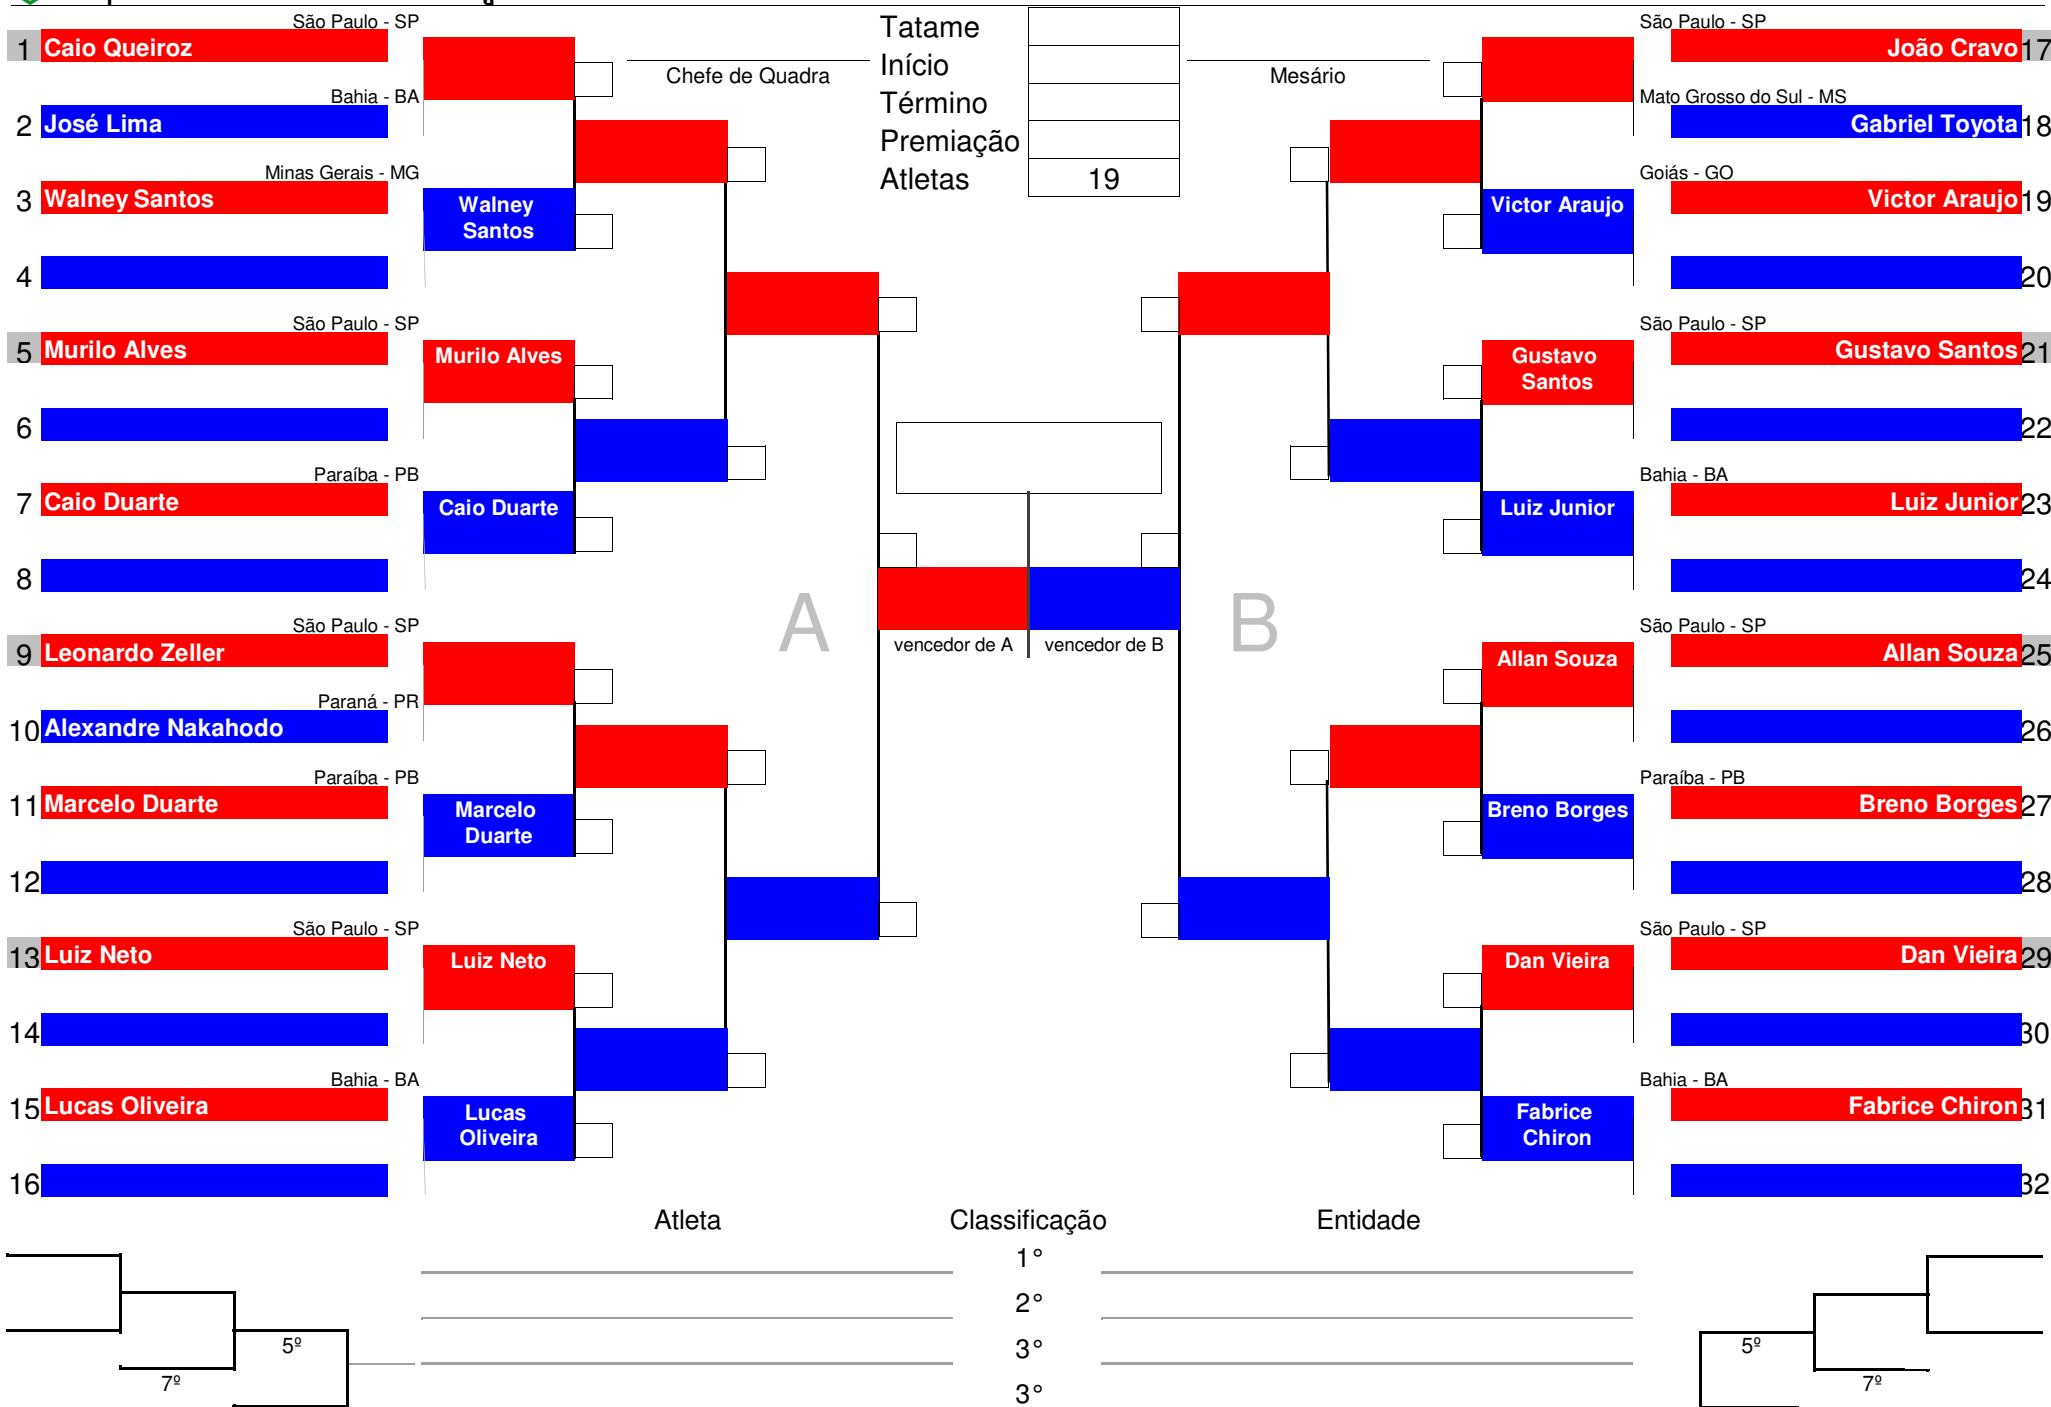 São Paulo - SP
1 Caio Queiroz
Bahia - BA
2 José Lima
Minas Gerais - MG
3 Walney Santos
4
São Paulo - SP
5 Murilo Alves
6
Paraíba - PB
7 Caio Duarte
8
São Paulo - SP
9 Leonardo Zeller
Paraná - PR
10 Alexandre Nakahodo
Paraíba - PB
11 Marcelo Duarte
12
São Paulo - SP
13 Luiz Neto
14
Bahia - BA
15 Lucas Oliveira
16
Walney
Santos
Murilo Alves
Caio Duarte
Marcelo
Duarte
Luiz Neto
Lucas
Oliveira
Chefe de Quadra
Tatame
Início
Término
Premiação
Atletas 19
Mesário
A
vencedor de A
vencedor de B
B
Victor Araujo
Gustavo
Santos
Luiz Junior
Allan Souza
Breno Borges
Dan Vieira
Fabrice
Chiron
São Paulo - SP
João Cravo 17
Mato Grosso do Sul - MS
Gabriel Toyota 18
Goiás - GO
Victor Araujo 19
20
São Paulo - SP
Gustavo Santos 21
22
Bahia - BA
Luiz Junior 23
24
São Paulo - SP
Allan Souza 25
26
Paraíba - PB
Breno Borges 27
28
São Paulo - SP
Dan Vieira 29
30
Bahia - BA
Fabrice Chiron 31
32
Atleta Classificação Entidade
1°
2°
3°
3°
5º
7º
5º
7º